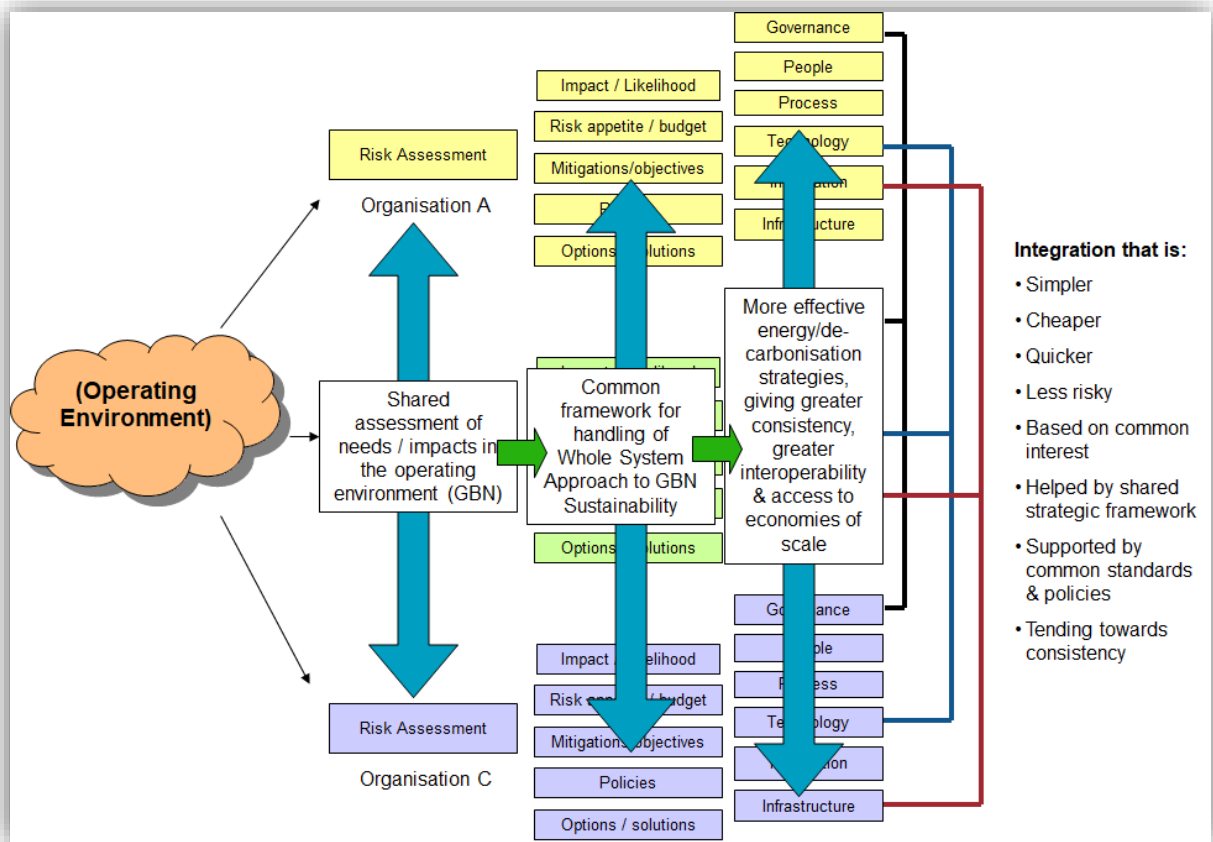 Governance
People
Process
Technology
Infrastructure
Impact / Likelihood
Risk appetite / budget
Mitigations/objectives
Options / solutions
Risk Assessment
Organisation A
(Operating
Environment)
Shared
assessment of
needs / impacts in
the operating
environment (GBN)
Common
framework for
handling of
Whole System
Approach to GBN
Sustainability
Options / solutions
More effective
energy/de-
carbonisation
strategies,
giving greater
consistency,
greater
interoperability
& access to
economies of
scale
Risk Assessment
Organisation C
Impact / Likelihood
Risk appetite / budget
Mitigations/objectives
Policies
Options / solutions
Governance
Process
Technology
Infrastructure
Integration that is:
• Simpler
• Cheaper
• Quicker
• Less risky
• Based on common
interest
• Helped by shared
strategic framework
• Supported by
common standards
& policies
• Tending towards
consistency